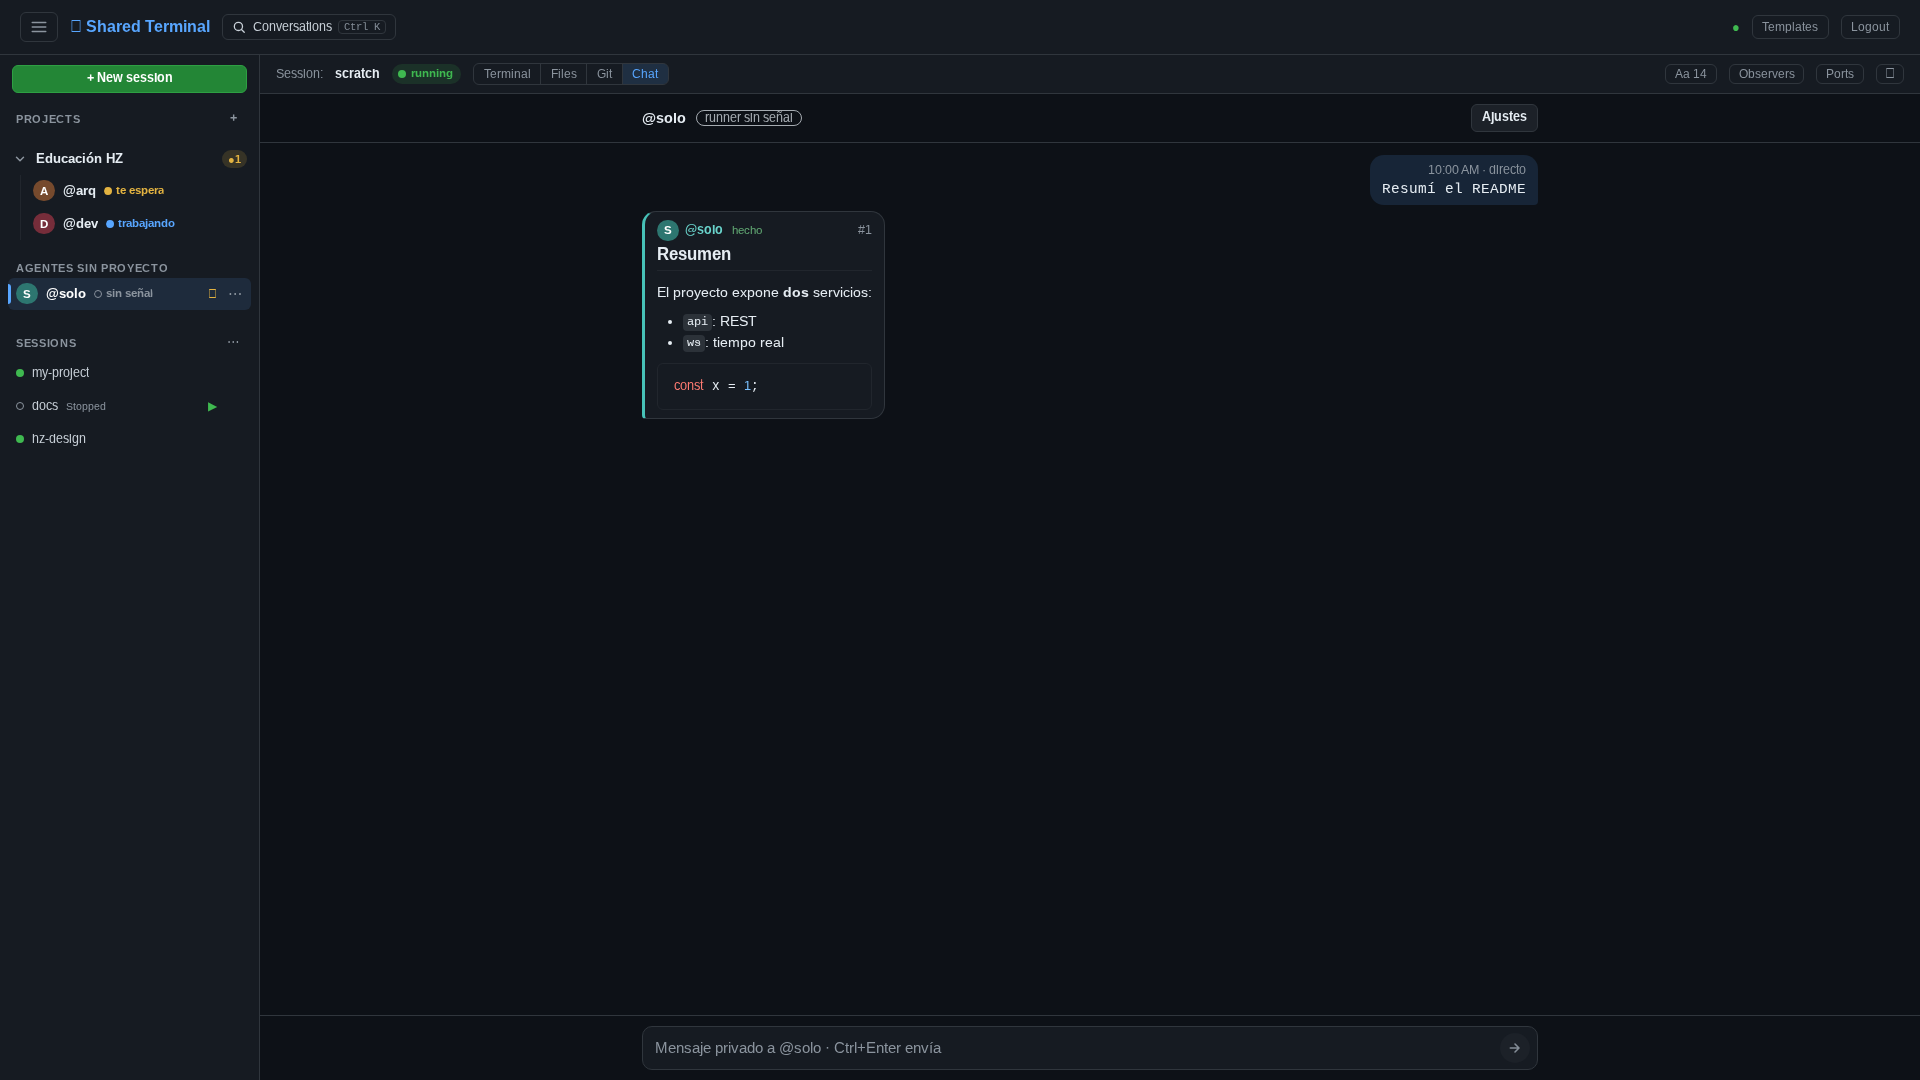 Shared Terminal
Conversations Ctrl K
Templates
Logout
+ New session
PROJECTS +
Educación HZ ●1
A @arq te espera
D @dev trabajando
AGENTES SIN PROYECTO
S @solo sin señal ···
SESSIONS ···
my-project
docs Stopped
hz-design
Session: scratch running Terminal Files Git Chat
Aa 14 Observers Ports
@solo runner sin señal
Ajustes
10:00 AM · directo
Resumí el README
S @solo hecho #1
Resumen
El proyecto expone dos servicios:
• api: REST
• ws: tiempo real
const x = 1;
Mensaje privado a @solo · Ctrl+Enter envía